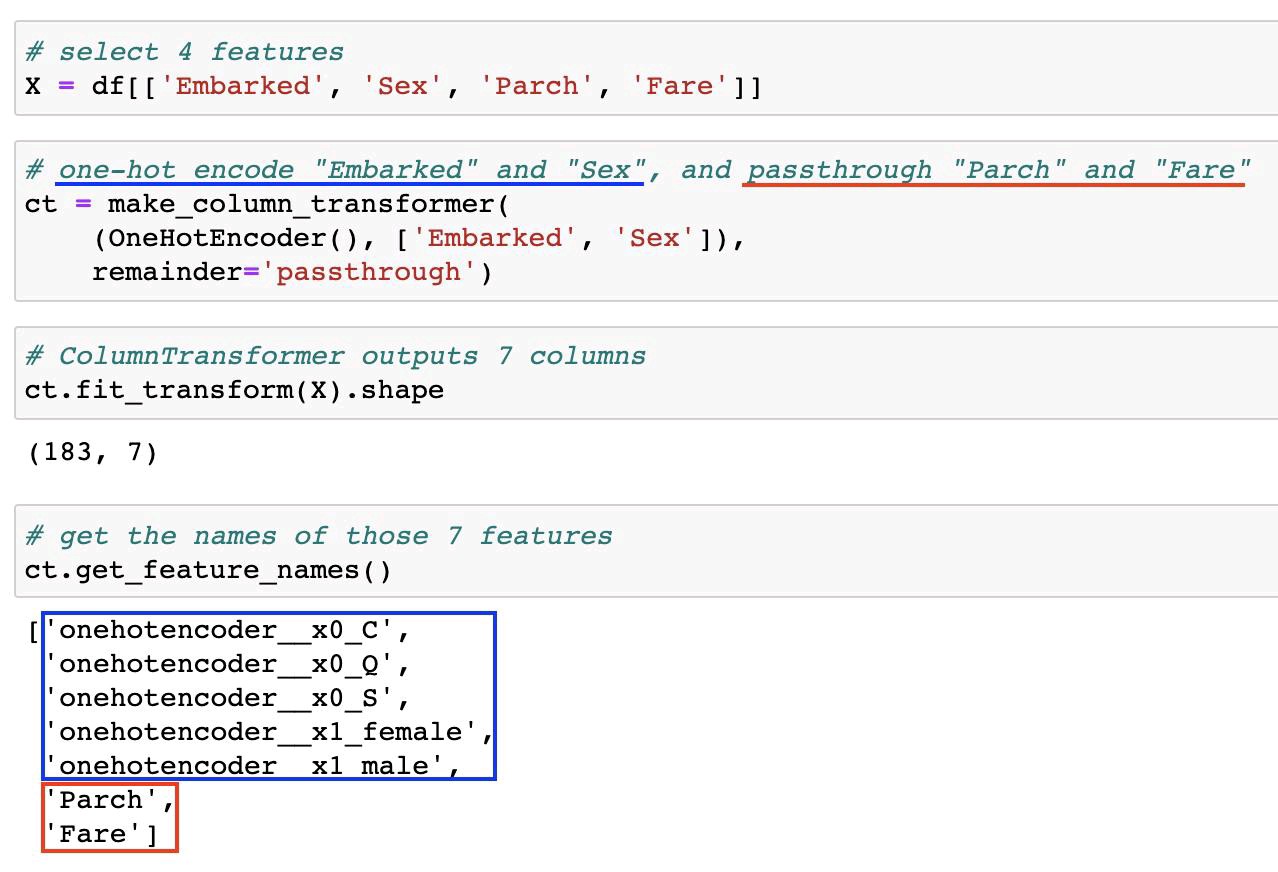 # select 4 features
X = df[['Embarked', 'Sex', 'Parch', 'Fare']]
# one-hot encode "Embarked" and "Sex", and passthrough "Parch" and "Fare"
ct = make_column_transformer(
    (OneHotEncoder(), ['Embarked', 'Sex']),
    remainder='passthrough')
# ColumnTransformer outputs 7 columns
ct.fit_transform(X).shape
(183, 7)
# get the names of those 7 features
ct.get_feature_names()
['onehotencoder__x0_C',
 'onehotencoder__x0_Q',
 'onehotencoder__x0_S',
 'onehotencoder__x1_female',
 'onehotencoder__x1_male',
 'Parch',
 'Fare']